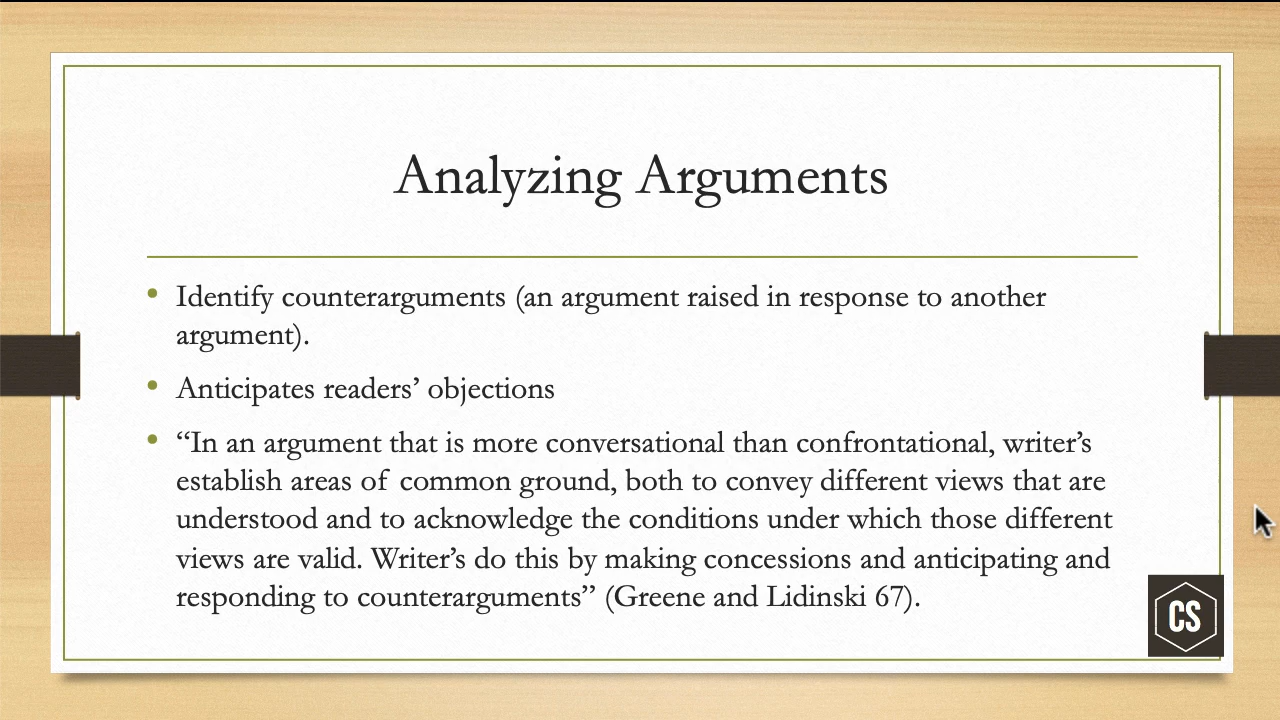 Analyzing Arguments
• Identify counterarguments (an argument raised in response to another
argument).
• Anticipates readers’ objections
• “In an argument that is more conversational than confrontational, writer’s
establish areas of common ground, both to convey different views that are
understood and to acknowledge the conditions under which those different
views are valid. Writer’s do this by making concessions and anticipating and
responding to counterarguments” (Greene and Lidinski 67).
CS